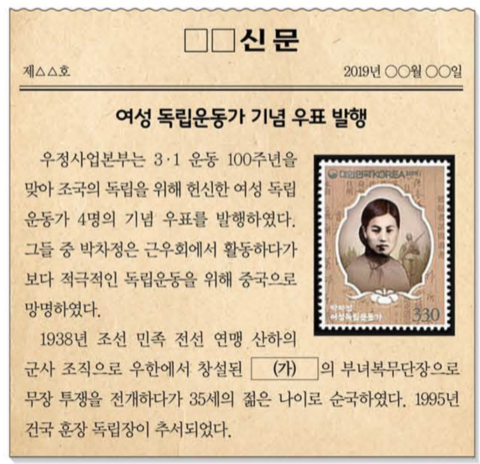 □□신문
제△△호 2019년 ○○월 ○○일
여성 독립운동가 기념 우표 발행
우정사업본부는 3·1 운동 100주년을
맞아 조국의 독립을 위해 헌신한 여성 독립
운동가 4명의 기념 우표를 발행하였다.
그들 중 박차정은 근우회에서 활동하다가
보다 적극적인 독립운동을 위해 중국으로
망명하였다.
대한민국KOREA
박차정
여성독립운동가
330
1938년 조선 민족 전선 연맹 산하의
군사 조직으로 우한에서 창설된 (가) 의 부녀복무단장으로
무장 투쟁을 전개하다가 35세의 젊은 나이로 순국하였다. 1995년
건국 훈장 독립장이 추서되었다.